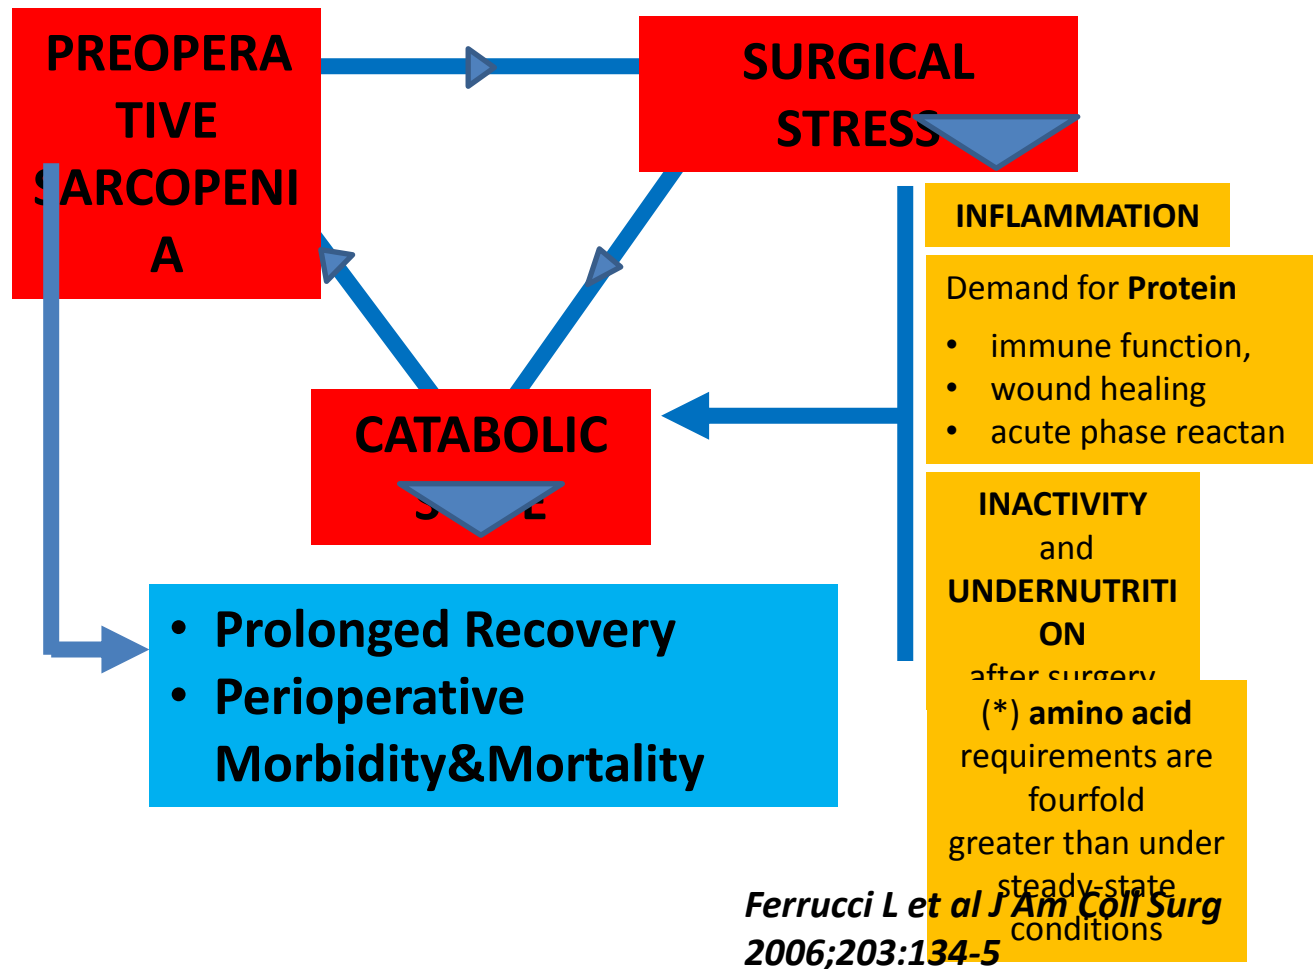 PREOPERA
TIVE
SARCOPENI
A
SURGICAL
STRESS
INFLAMMATION
Demand for Protein
• immune function,
• wound healing
• acute phase reactan
CATABOLIC
INACTIVITY
and
UNDERNUTRITI
ON
after surgery
(*) amino acid
requirements are
fourfold
greater than under
steady-state
conditions
• Prolonged Recovery
• Perioperative
Morbidity&Mortality
Ferrucci L et al J Am Coll Surg
2006;203:134-5